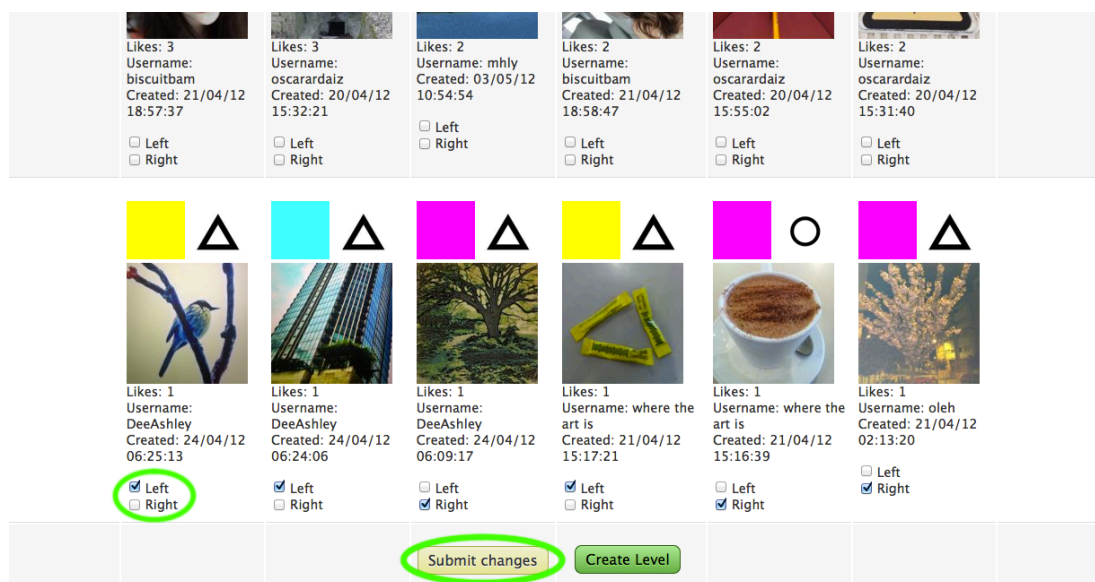 Likes: 3
Username:
biscuitbam
Created: 21/04/12
18:57:37
Left
Right
Likes: 3
Username:
oscarardaiz
Created: 20/04/12
15:32:21
Left
Right
Likes: 2
Username: mhly
Created: 03/05/12
10:54:54
Left
Right
Likes: 2
Username:
biscuitbam
Created: 21/04/12
18:58:47
Left
Right
Likes: 2
Username:
oscarardaiz
Created: 20/04/12
15:55:02
Left
Right
Likes: 2
Username:
oscarardaiz
Created: 20/04/12
15:31:40
Left
Right
Likes: 1
Username:
DeeAshley
Created: 24/04/12
06:25:13
Left
Right
Likes: 1
Username:
DeeAshley
Created: 24/04/12
06:24:06
Left
Right
Likes: 1
Username:
DeeAshley
Created: 24/04/12
06:09:17
Left
Right
Likes: 1
Username: where the
art is
Created: 21/04/12
15:17:21
Left
Right
Likes: 1
Username: where the
art is
Created: 21/04/12
15:16:39
Left
Right
Likes: 1
Username: oleh
Created: 21/04/12
02:13:20
Left
Right
Submit changes
Create Level